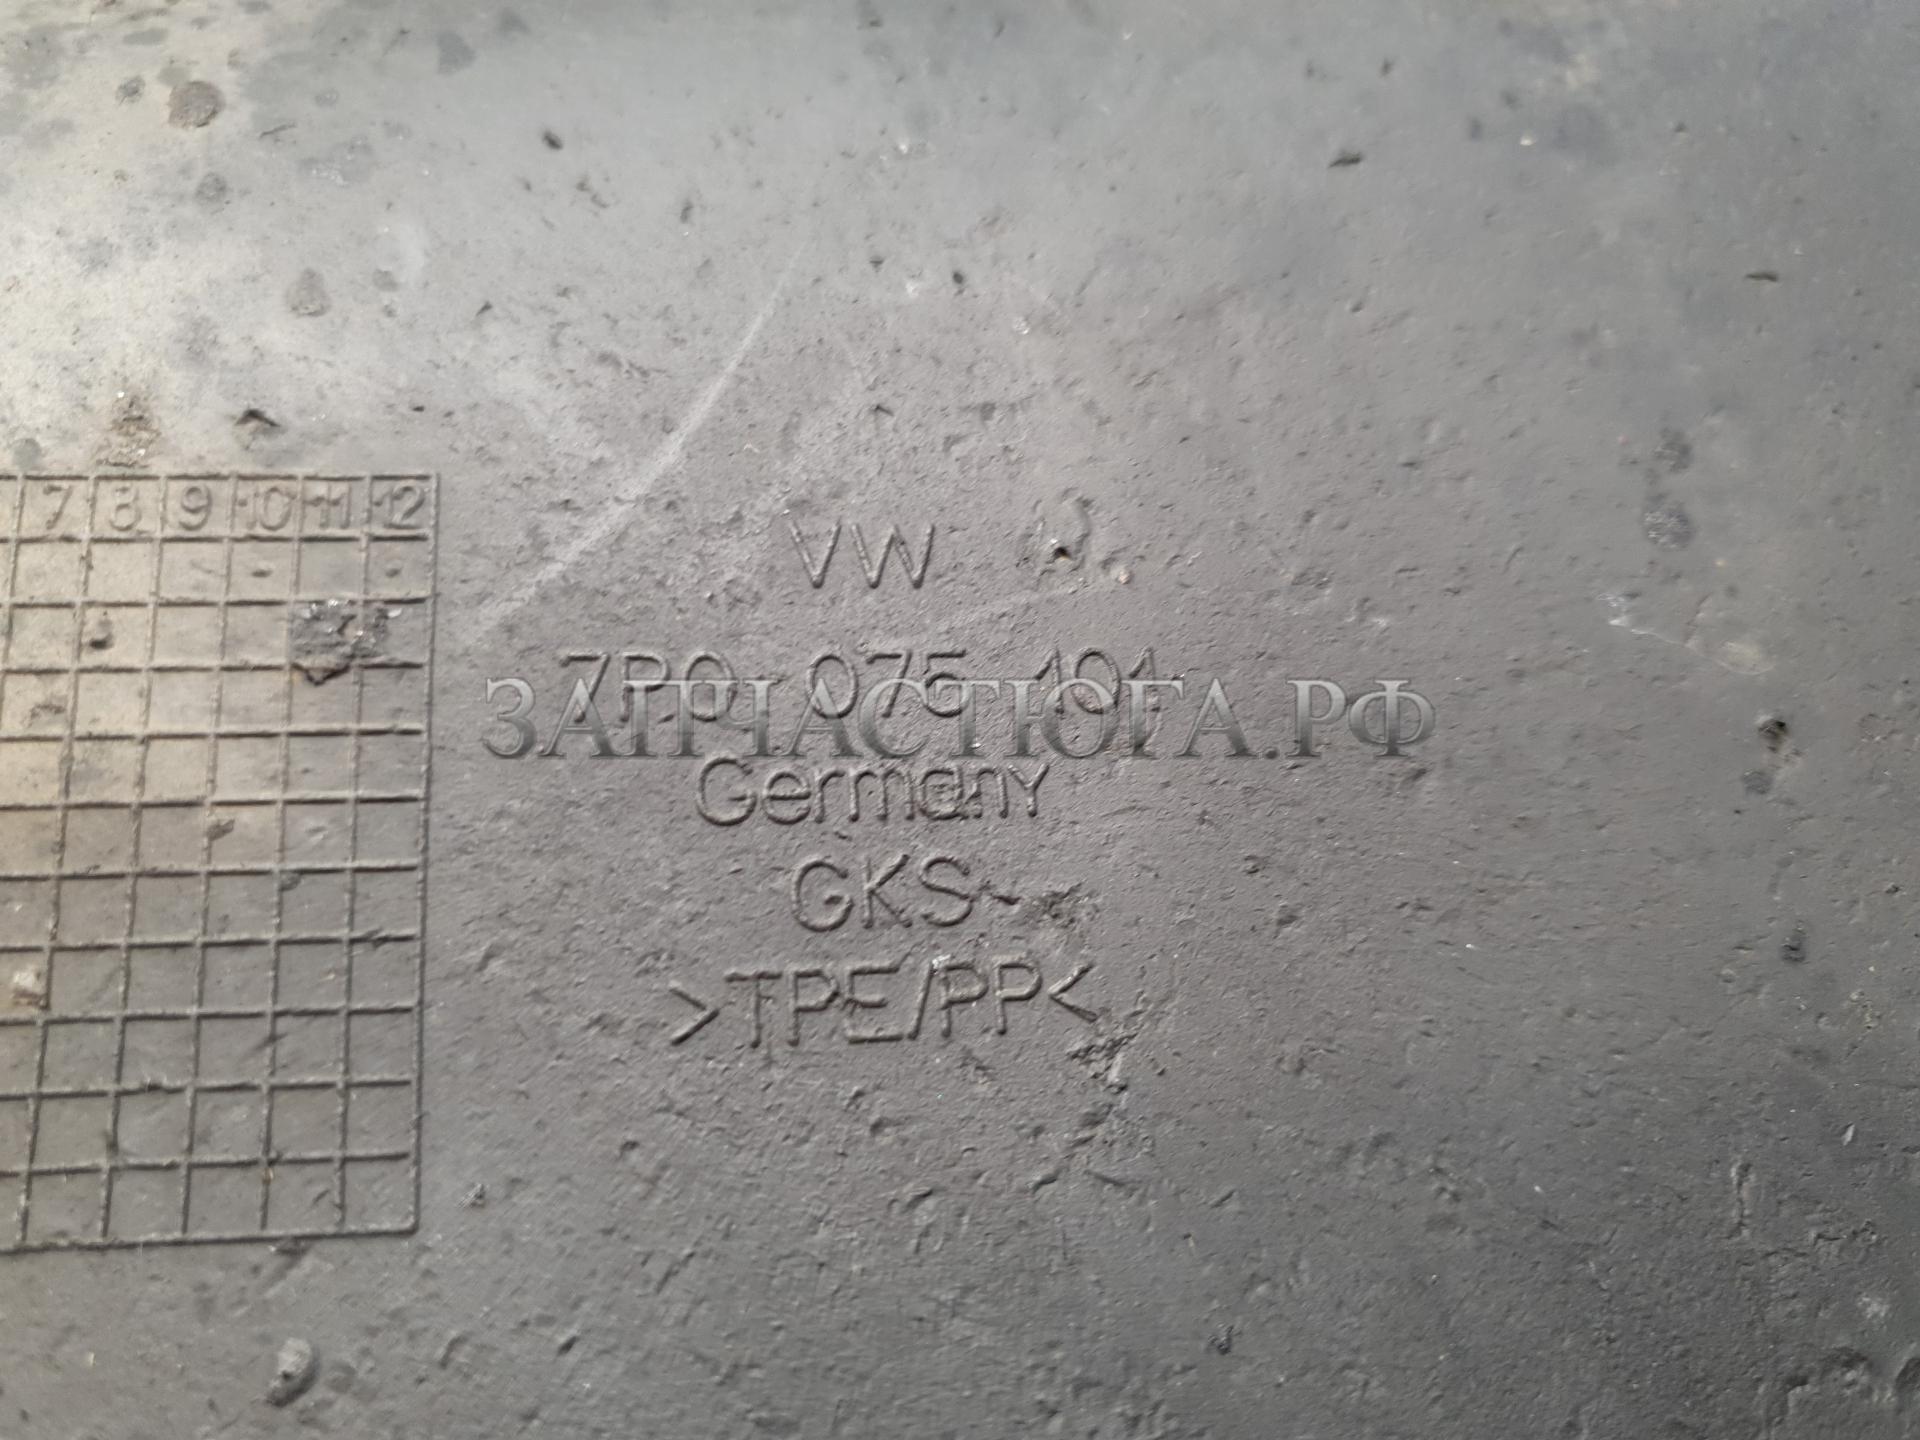 7 8 9 10 11 12
VW
7P0 075 101
ЗАПЧАСТЮГА.РФ
Germany
GKS
>TPE/PP<